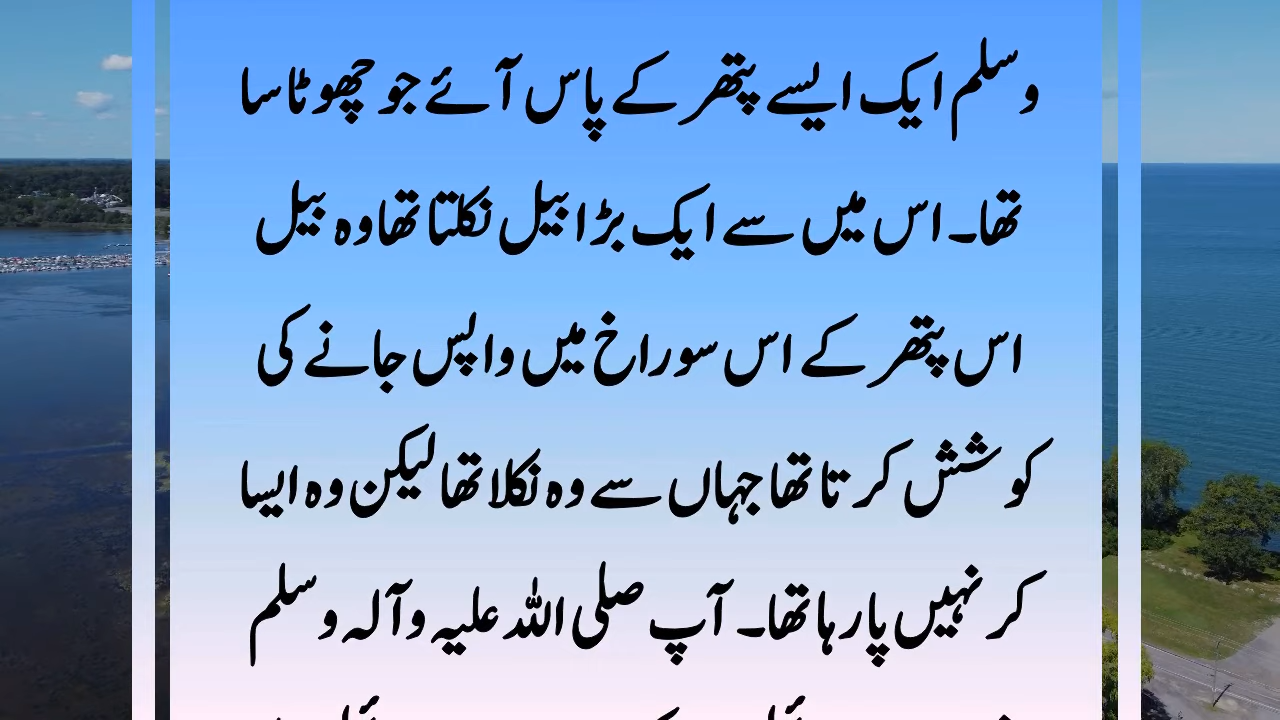 وسلم ایک ایسے پتھر کے پاس آئے جو چھوٹا سا
تھا۔ اس میں سے ایک بڑا بیل نکلتا تھا وہ بیل
اس پتھر کے اس سوراخ میں واپس جانے کی
کوشش کرتا تھا جہاں سے وہ نکلا تھا لیکن وہ ایسا
کر نہیں پا رہا تھا۔ آپ صلی اللہ علیہ وآلہ وسلم